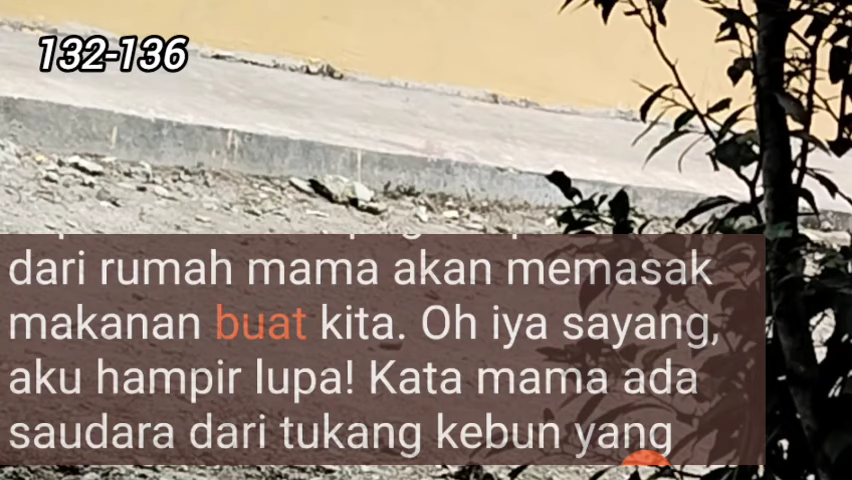 132-136
dari rumah mama akan memasak
makanan buat kita. Oh iya sayang,
aku hampir lupa! Kata mama ada
saudara dari tukang kebun yang